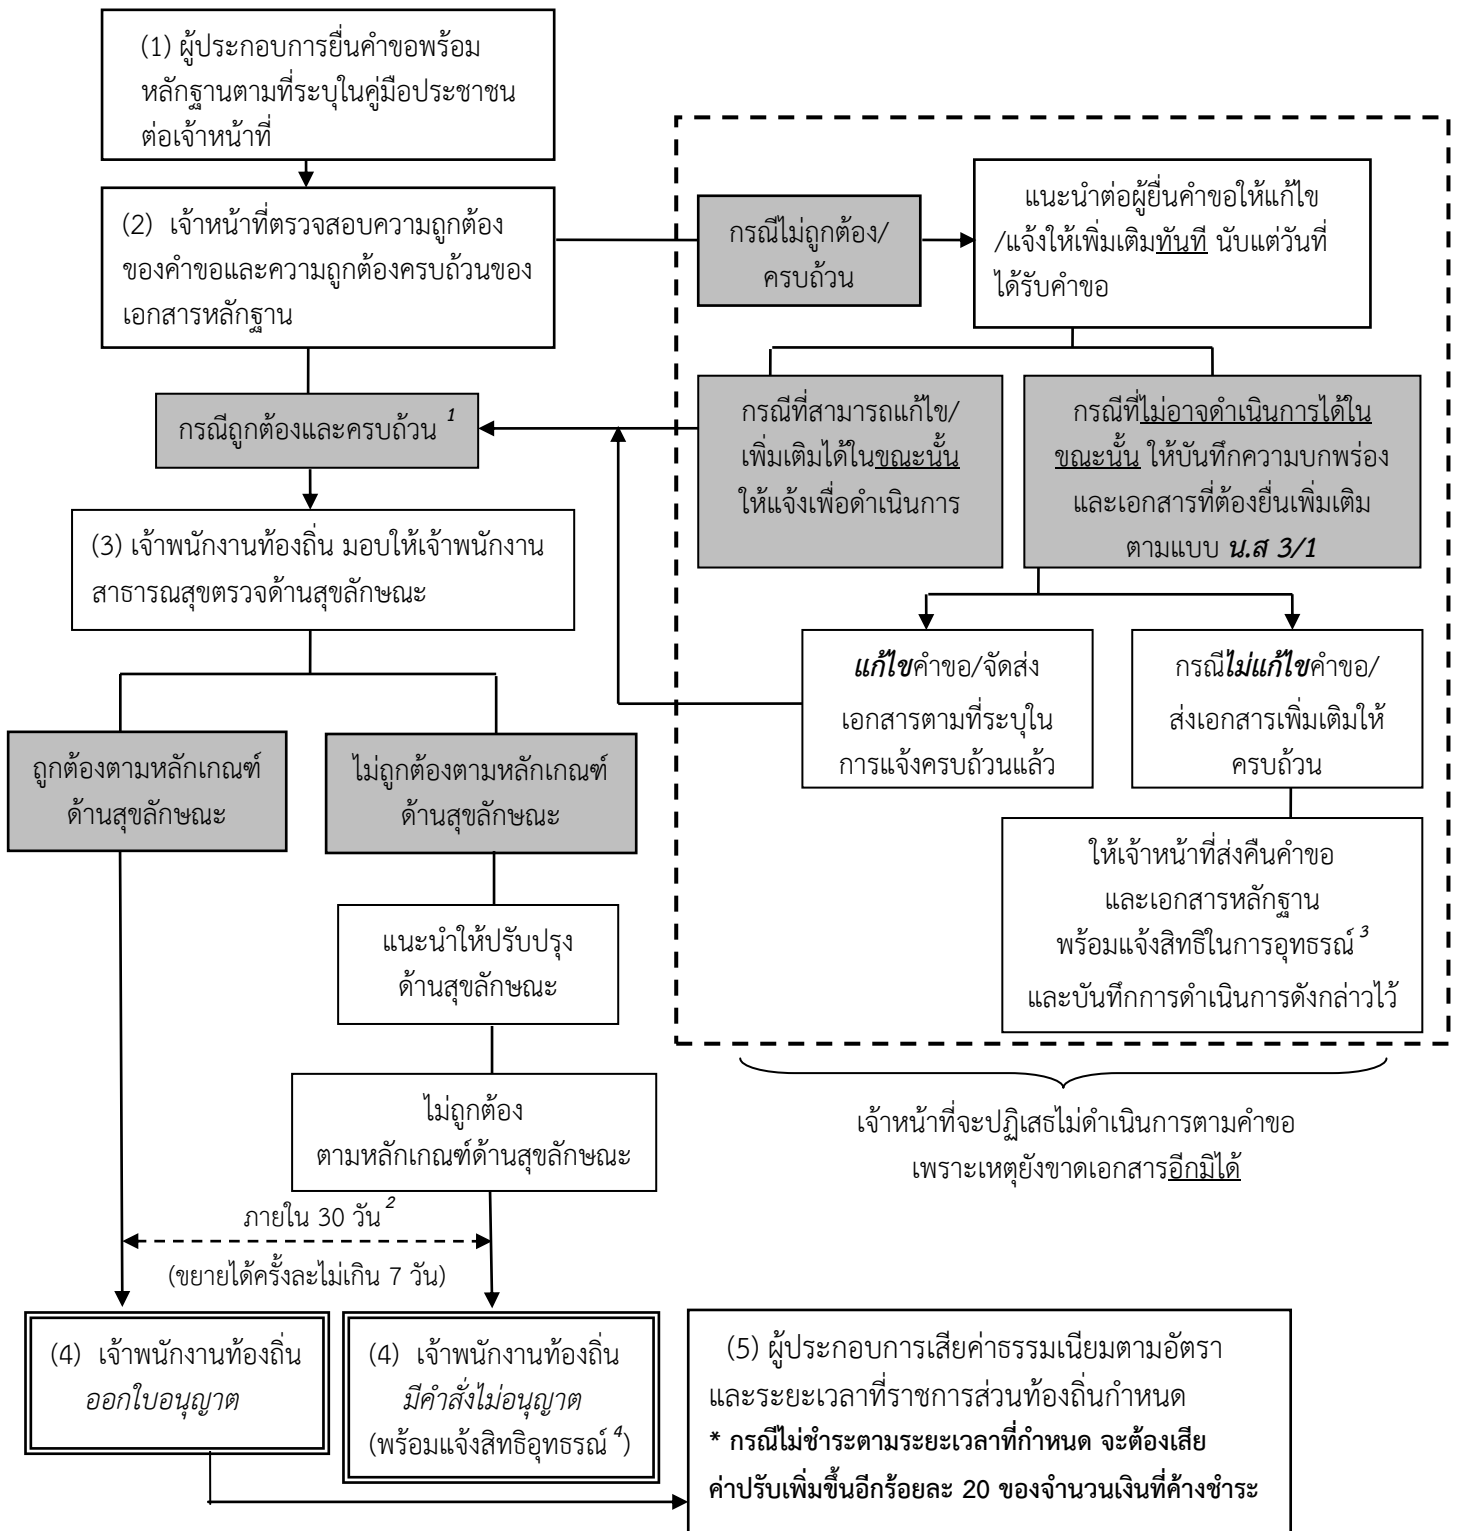 (1) ผู้ประกอบการยื่นคำขอพร้อม
หลักฐานตามที่ระบุในคู่มือประชาชน
ต่อเจ้าหน้าที่
(2) เจ้าหน้าที่ตรวจสอบความถูกต้อง
ของคำขอและความถูกต้องครบถ้วนของ
เอกสารหลักฐาน
กรณีไม่ถูกต้อง/
ครบถ้วน
แนะนำต่อผู้ยื่นคำขอให้แก้ไข
/แจ้งให้เพิ่มเติมทันที นับแต่วันที่
ได้รับคำขอ
กรณีถูกต้องและครบถ้วน 1
กรณีที่สามารถแก้ไข/
เพิ่มเติมได้ในขณะนั้น
ให้แจ้งเพื่อดำเนินการ
กรณีที่ไม่อาจดำเนินการได้ใน
ขณะนั้น ให้บันทึกความบกพร่อง
และเอกสารที่ต้องยื่นเพิ่มเติม
ตามแบบ น.ส 3/1
(3) เจ้าพนักงานท้องถิ่น มอบให้เจ้าพนักงาน
สาธารณสุขตรวจด้านสุขลักษณะ
แก้ไขคำขอ/จัดส่ง
เอกสารตามที่ระบุใน
การแจ้งครบถ้วนแล้ว
กรณีไม่แก้ไขคำขอ/
ส่งเอกสารเพิ่มเติมให้
ครบถ้วน
ถูกต้องตามหลักเกณฑ์
ด้านสุขลักษณะ
ไม่ถูกต้องตามหลักเกณฑ์
ด้านสุขลักษณะ
ให้เจ้าหน้าที่ส่งคืนคำขอ
และเอกสารหลักฐาน
พร้อมแจ้งสิทธิในการอุทธรณ์ 3
และบันทึกการดำเนินการดังกล่าวไว้
แนะนำให้ปรับปรุง
ด้านสุขลักษณะ
ไม่ถูกต้อง
ตามหลักเกณฑ์ด้านสุขลักษณะ
เจ้าหน้าที่จะปฏิเสธไม่ดำเนินการตามคำขอ
เพราะเหตุยังขาดเอกสารอีกมิได้
ภายใน 30 วัน 2
(ขยายได้ครั้งละไม่เกิน 7 วัน)
(4) เจ้าพนักงานท้องถิ่น
ออกใบอนุญาต
(4) เจ้าพนักงานท้องถิ่น
มีคำสั่งไม่อนุญาต
(พร้อมแจ้งสิทธิอุทธรณ์ 4)
(5) ผู้ประกอบการเสียค่าธรรมเนียมตามอัตรา
และระยะเวลาที่ราชการส่วนท้องถิ่นกำหนด
* กรณีไม่ชำระตามระยะเวลาที่กำหนด จะต้องเสีย
ค่าปรับเพิ่มขึ้นอีกร้อยละ 20 ของจำนวนเงินที่ค้างชำระ